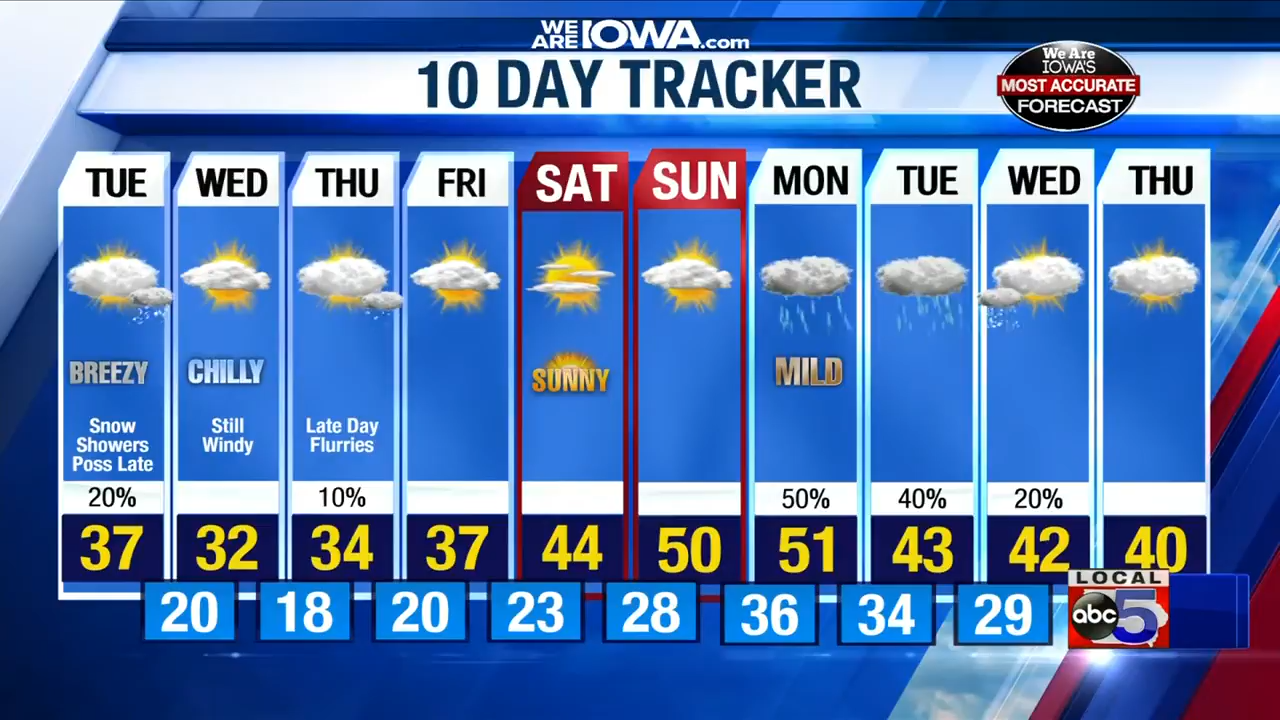 WE ARE IOWA.com
10 DAY TRACKER
We Are
IOWA'S
MOST ACCURATE
FORECAST
TUE WED THU FRI SAT SUN MON TUE WED THU
BREEZY CHILLY SUNNY MILD
Snow
Showers
Poss Late
Still
Windy
Late Day
Flurries
20% 10% 50% 40% 20%
37 32 34 37 44 50 51 43 42 40
20 18 20 23 28 36 34 29
LOCAL
abc 5